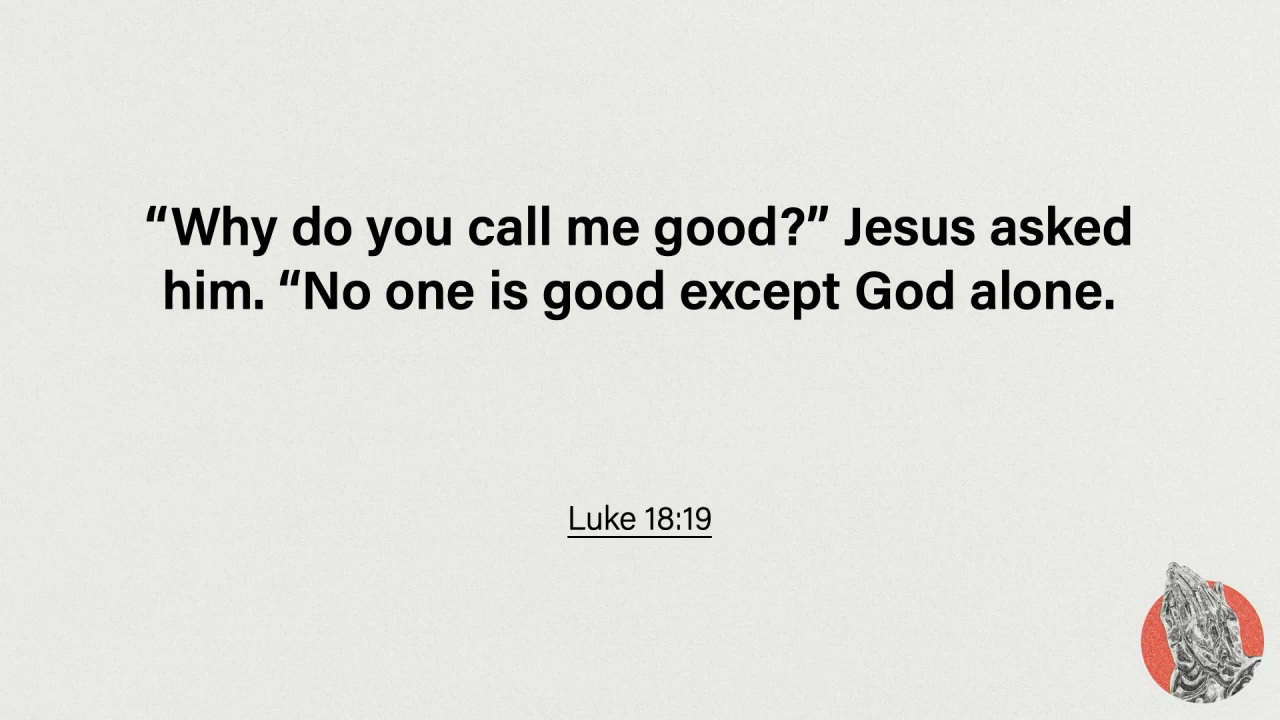 “Why do you call me good?” Jesus asked
him. “No one is good except God alone.
Luke 18:19